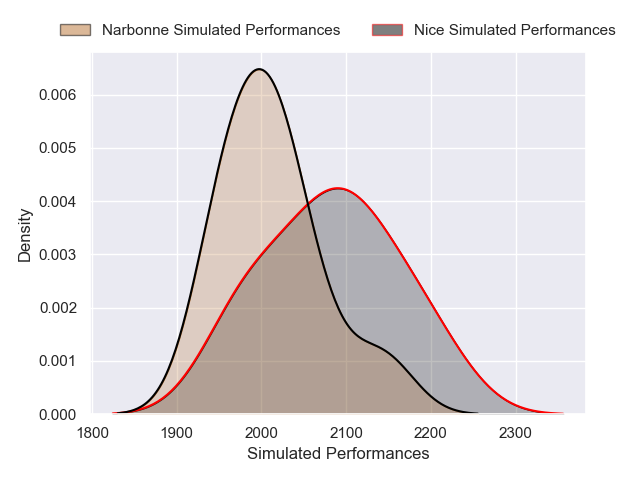 Narbonne Simulated Performances Nice Simulated Performances
0.006
0.005
0.004
0.003
0.002
0.001
0.000
Density
1800 1900 2000 2100 2200 2300
Simulated Performances